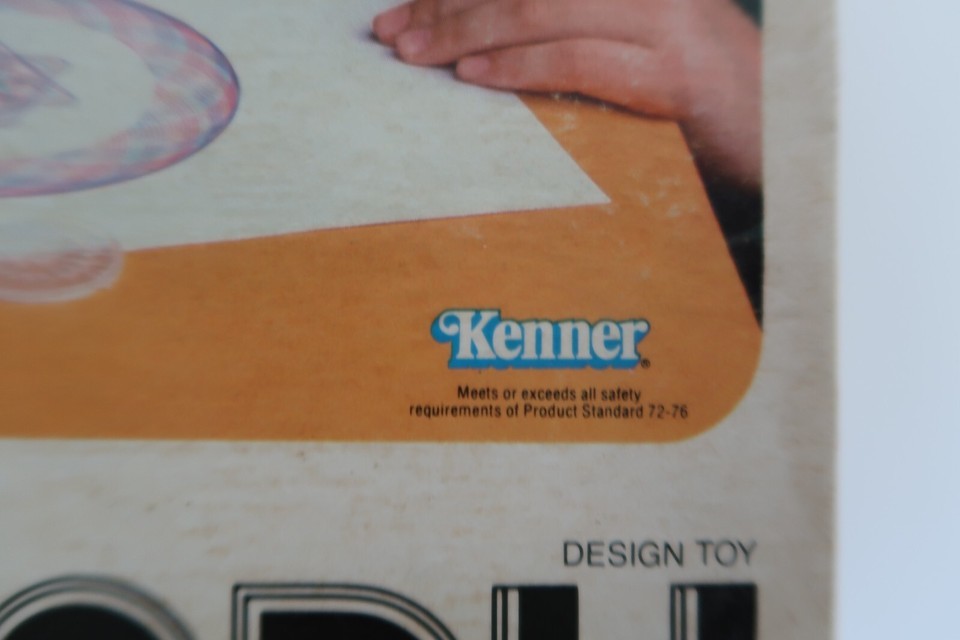 Kenner®
Meets or exceeds all safety
requirements of Product Standard 72-76
DESIGN TOY